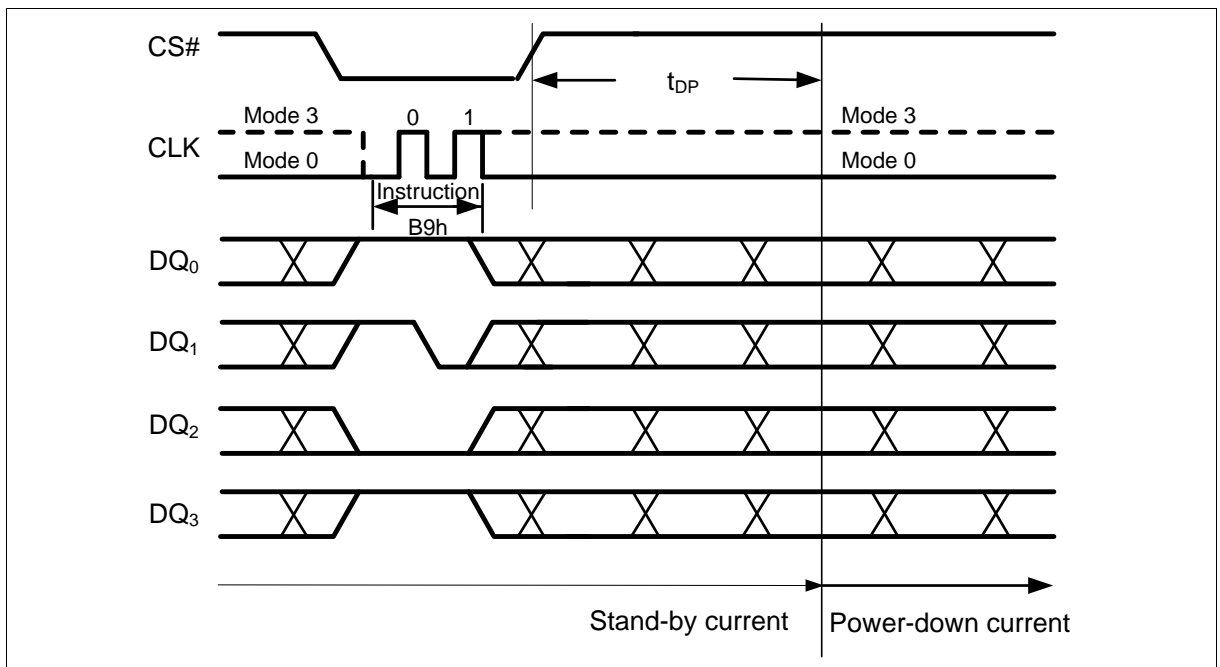 CS#
tDP
Mode 3 0 1 Mode 3
CLK
Mode 0 Mode 0
Instruction
B9h
DQ0
DQ1
DQ2
DQ3
Stand-by current Power-down current